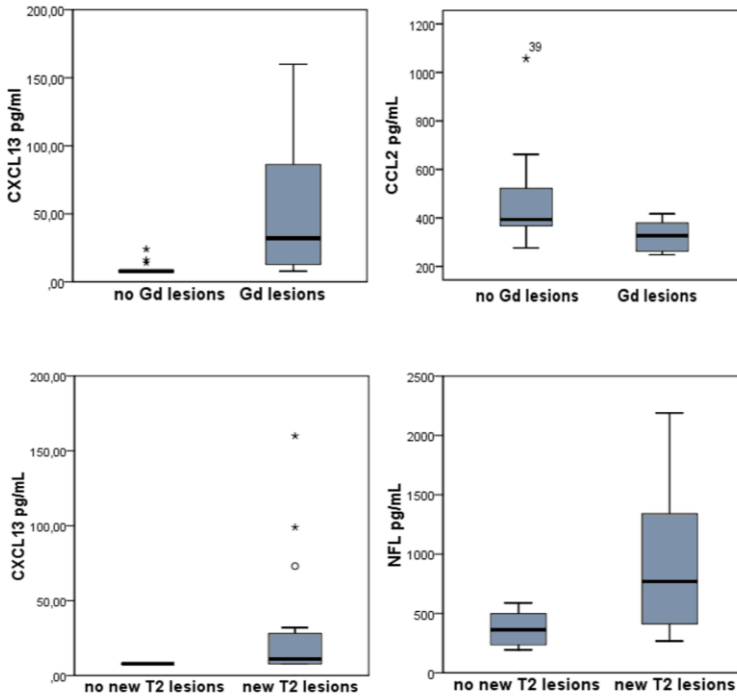 CXCL13 pg/ml
200,00
150,00
100,00
50,00
,00
no Gd lesions Gd lesions
CCL2 pg/mL
1200
1000
800
600
400
200
39
no Gd lesions Gd lesions
CXCL13 pg/mL
200,00
150,00
100,00
50,00
,00
no new T2 lesions new T2 lesions
NFL pg/mL
2500
2000
1500
1000
500
0
no new T2 lesions new T2 lesions